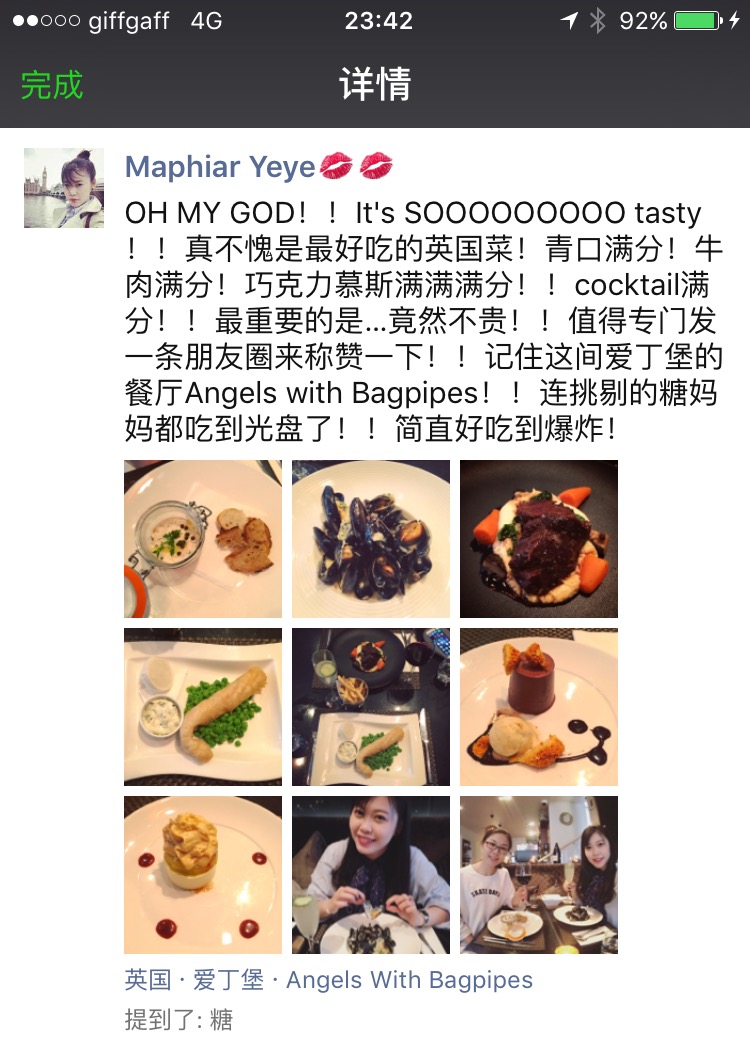 giffgaff 4G 23:42 92%
完成 详情
Maphiar Yeye💋💋
OH MY GOD！！It's SOOOOOOOOO tasty
！！真不愧是最好吃的英国菜！青口满分！牛
肉满分！巧克力慕斯满满满分！！cocktail满
分！！最重要的是...竟然不贵！！值得专门发
一条朋友圈来称赞一下！！记住这间爱丁堡的
餐厅Angels with Bagpipes！！连挑剔的糖妈
妈都吃到光盘了！！简直好吃到爆炸！
英国 · 爱丁堡 · Angels With Bagpipes
提到了: 糖